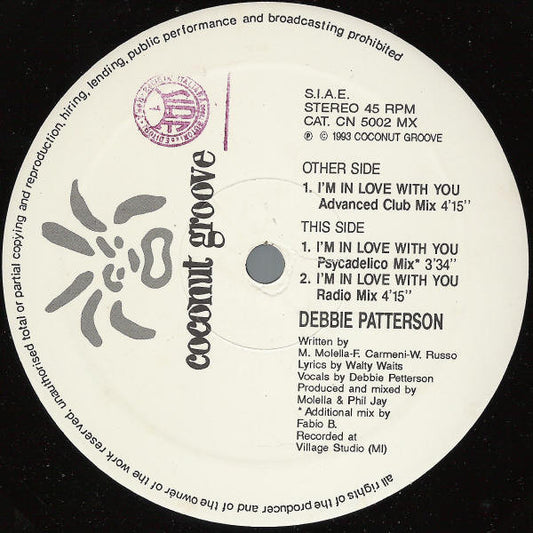 all rights of the producer and of the owner of the work reserved, unauthorised total or partial copying and reproduction, hiring, lending, public performance and broadcasting prohibited
coconut groove
S.I.A.E.
STEREO 45 RPM
CAT. CN 5002 MX
℗ © 1993 COCONUT GROOVE
OTHER SIDE
1. I'M IN LOVE WITH YOU
Advanced Club Mix 4'15"
THIS SIDE
1. I'M IN LOVE WITH YOU
Psycadelico Mix* 3'34"
2. I'M IN LOVE WITH YOU
Radio Mix 4'15"
DEBBIE PATTERSON
Written by
M. Molella-F. Carmeni-W. Russo
Lyrics by Walty Waits
Vocals by Debbie Petterson
Produced and mixed by
Molella & Phil Jay
* Additional mix by
Fabio B.
Recorded at
Village Studio (MI)